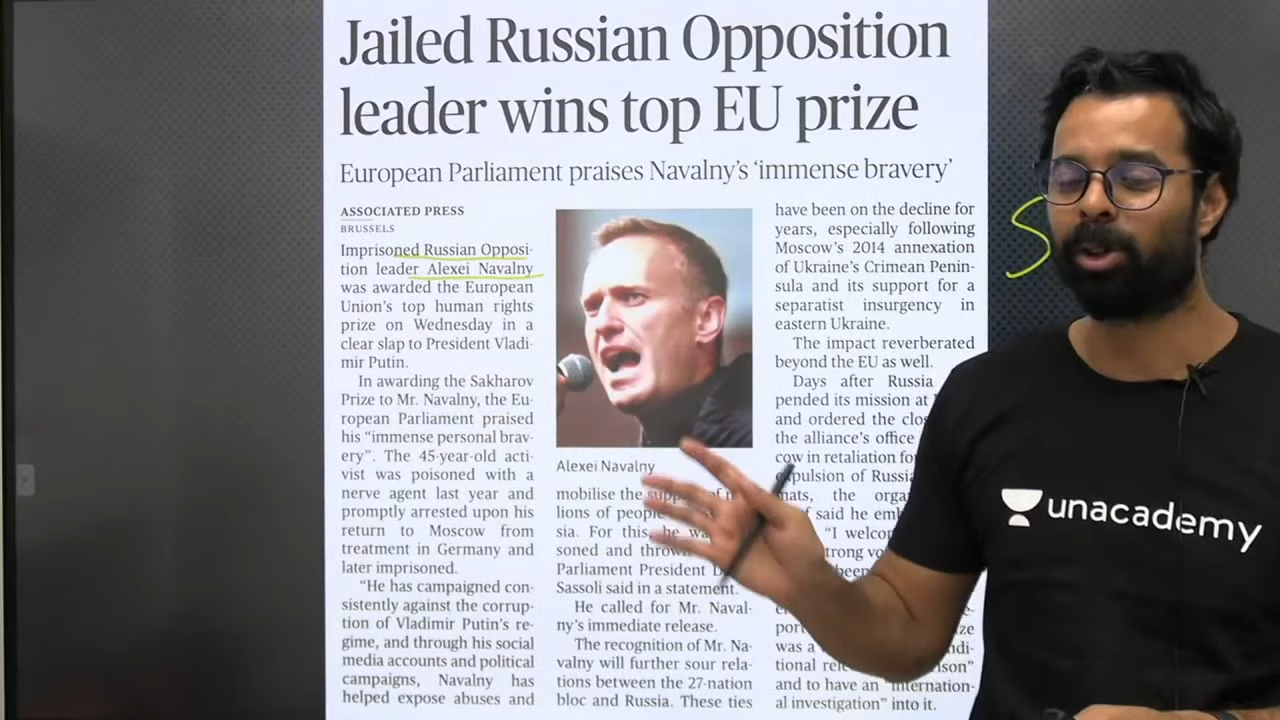 Jailed Russian Opposition
leader wins top EU prize
European Parliament praises Navalny's ‘immense bravery’
ASSOCIATED PRESS
BRUSSELS
Imprisoned Russian Opposi-
tion leader Alexei Navalny
was awarded the European
Union's top human rights
prize on Wednesday in a
clear slap to President Vladi-
mir Putin.
In awarding the Sakharov
Prize to Mr. Navalny, the Eu-
ropean Parliament praised
his “immense personal brav-
ery”. The 45-year-old acti-
vist was poisoned with a
nerve agent last year and
promptly arrested upon his
return to Moscow from
treatment in Germany and
later imprisoned.
“He has campaigned con-
sistently against the corrup-
tion of Vladimir Putin's re-
gime, and through his social
media accounts and political
campaigns, Navalny has
helped expose abuses and
Alexei Navalny
mobilise the support of
lions of people
sia. For this, he
soned and thrown
Parliament President
Sassoli said in a statement.
He called for Mr. Naval-
ny's immediate release.
The recognition of Mr. Na-
valny will further sour rela-
tions between the 27-nation
bloc and Russia. These ties
have been on the decline for
years, especially following
Moscow's 2014 annexation
of Ukraine's Crimean Penin-
sula and its support for a
separatist insurgency in
eastern Ukraine.
The impact reverberated
beyond the EU as well.
Days after Russia
pended its mission at
and ordered the
the alliance's office
cow in retaliation
expulsion of
the
said he
“I
was a
tional
and to have an “internation-
al investigation” into it.
S
unacademy